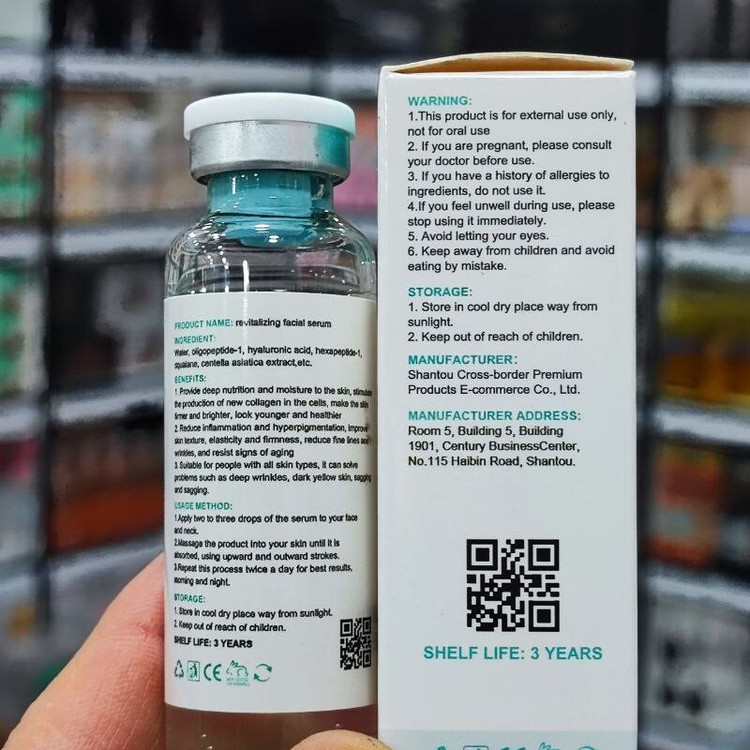 PRODUCT NAME: revitalizing facial serum
INGREDIENT:
Water, oligopeptide-1, hyaluronic acid, hexapeptide-1,
squalane, centella asiatica extract,etc.
BENEFITS:
1. Provide deep nutrition and moisture to the skin, stimulate
the production of new collagen in the cells, make the skin
firmer and brighter, look younger and healthier
2. Reduce inflammation and hyperpigmentation, improve
skin texture, elasticity and firmness, reduce fine lines and
wrinkles, and resist signs of aging
3. Suitable for people with all skin types, it can solve
problems such as deep wrinkles, dark yellow skin, sagging
and sagging.
USAGE METHOD:
1.Apply two to three drops of the serum to your face
and neck.
2.Massage the product into your skin until it is
absorbed, using upward and outward strokes.
3.Repeat this process twice a day for best results,
morning and night.
STORAGE:
1. Store in cool dry place way from sunlight.
2. Keep out of reach of children.
SHELF LIFE: 3 YEARS
CE
WARNING:
1.This product is for external use only,
not for oral use
2. If you are pregnant, please consult
your doctor before use.
3. If you have a history of allergies to
ingredients, do not use it.
4.If you feel unwell during use, please
stop using it immediately.
5. Avoid letting your eyes.
6. Keep away from children and avoid
eating by mistake.
STORAGE:
1. Store in cool dry place way from
sunlight.
2. Keep out of reach of children.
MANUFACTURER:
Shantou Cross-border Premium
Products E-commerce Co., Ltd.
MANUFACTURER ADDRESS:
Room 5, Building 5, Building
1901, Century BusinessCenter,
No.115 Haibin Road, Shantou.
SHELF LIFE: 3 YEARS